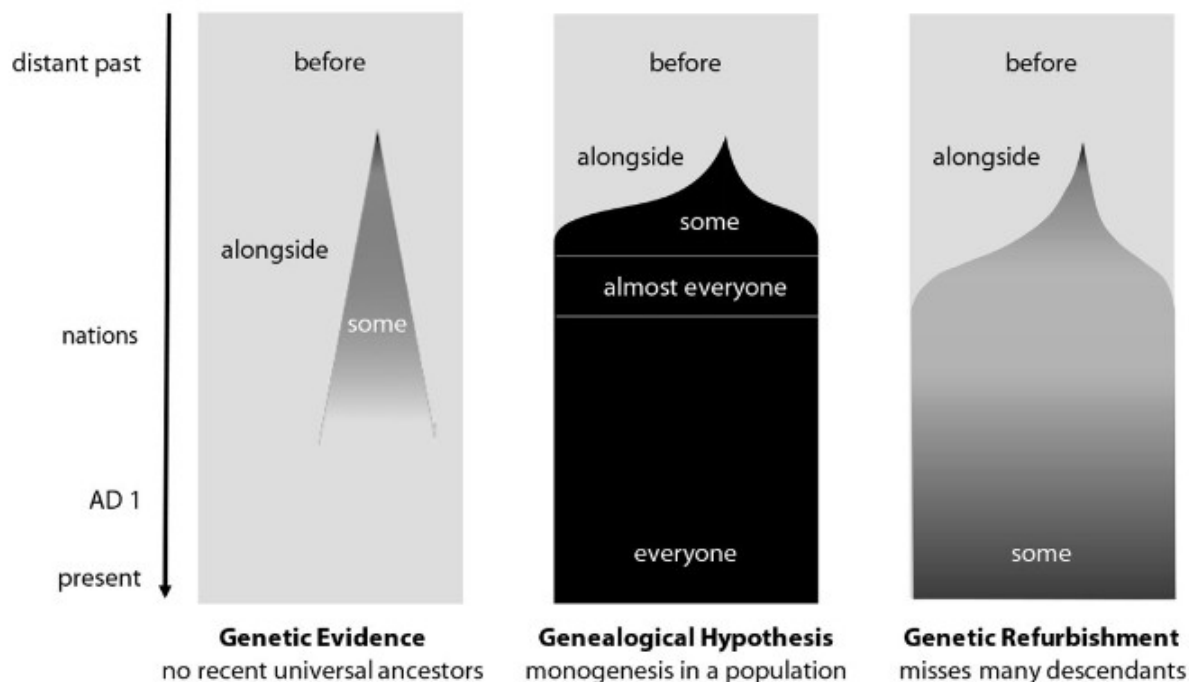 distant past
nations
AD 1
present
before
alongside
some
Genetic Evidence
no recent universal ancestors
before
alongside
some
almost everyone
everyone
Genealogical Hypothesis
monogenesis in a population
before
alongside
some
Genetic Refurbishment
misses many descendants